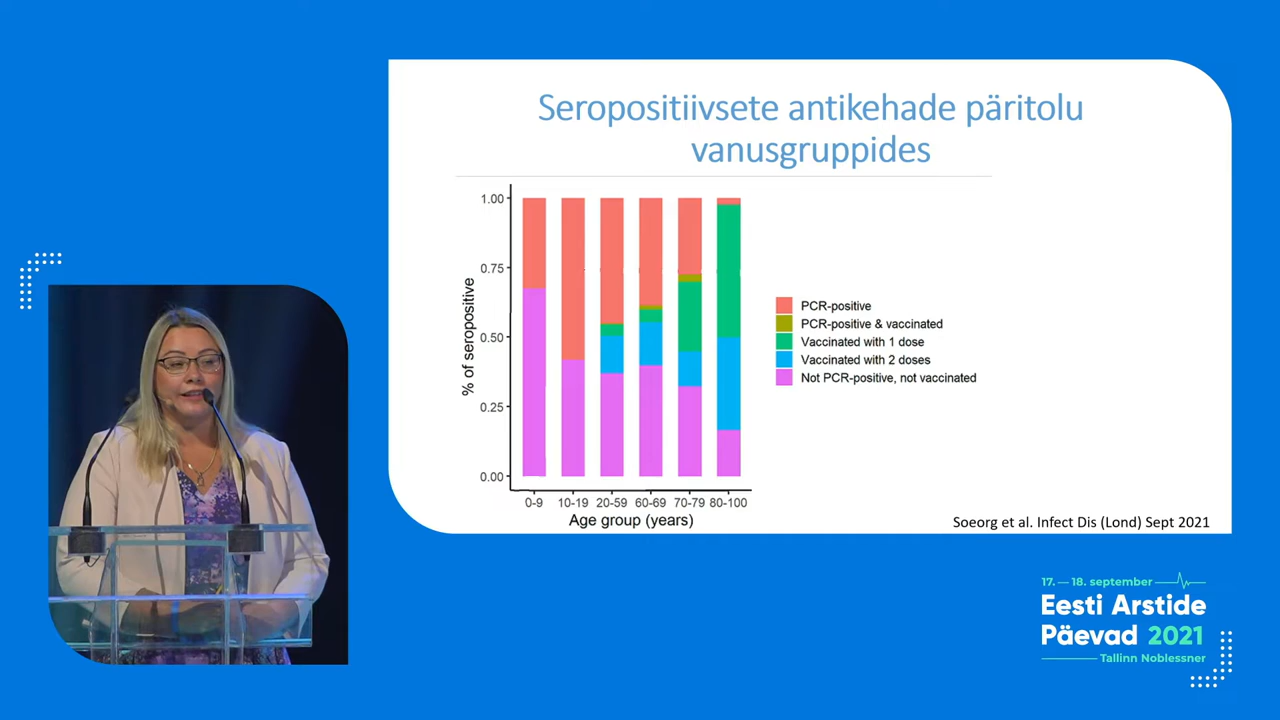 Seropositiivsete antikehade päritolu
vanusgruppides
% of seropositive
1.00
0.75
0.50
0.25
0.00
0-9 10-19 20-59 60-69 70-79 80-100
Age group (years)
PCR-positive
PCR-positive & vaccinated
Vaccinated with 1 dose
Vaccinated with 2 doses
Not PCR-positive, not vaccinated
Soeorg et al. Infect Dis (Lond) Sept 2021
17. — 18. september
Eesti Arstide
Päevad 2021
Tallinn Noblessner